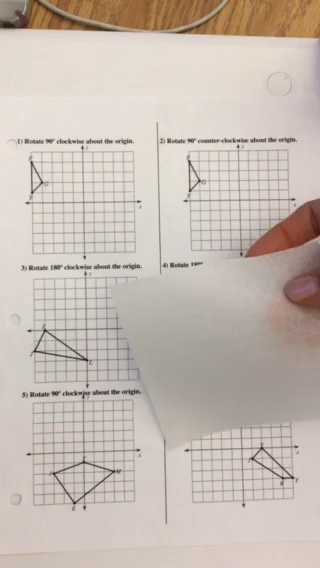 1) Rotate 90° clockwise about the origin.
2) Rotate 90° counter-clockwise about the origin.
y
y
G
G
x
x
3) Rotate 180° clockwise about the origin.
4) Rotate 180°
y
L
5) Rotate 90° clockwise about the origin.
y
x
x
M